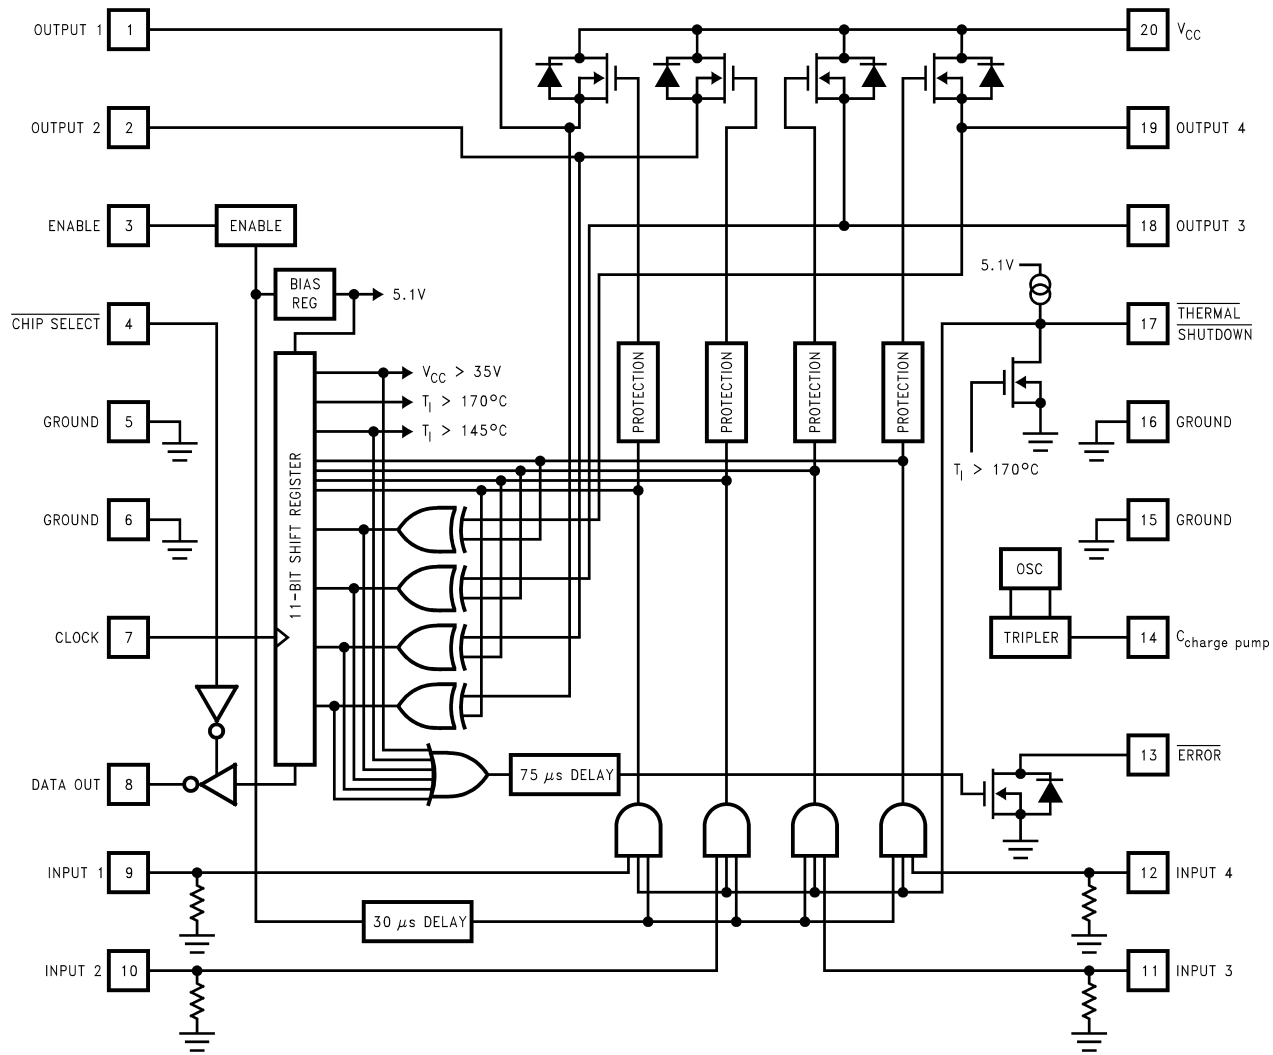 OUTPUT 1
1
20
VCC
OUTPUT 2
2
19
OUTPUT 4
ENABLE
3
ENABLE
18
OUTPUT 3
BIAS
REG
5.1V
5.1V
CHIP SELECT
4
17
THERMAL
SHUTDOWN
VCC > 35V
TJ > 170°C
TJ > 145°C
PROTECTION
PROTECTION
PROTECTION
PROTECTION
GROUND
5
16
GROUND
TJ > 170°C
11-BIT SHIFT REGISTER
GROUND
6
15
GROUND
OSC
CLOCK
7
TRIPLER
14
Ccharge pump
DATA OUT
8
75 μs DELAY
13
ERROR
INPUT 1
9
12
INPUT 4
30 μs DELAY
INPUT 2
10
11
INPUT 3